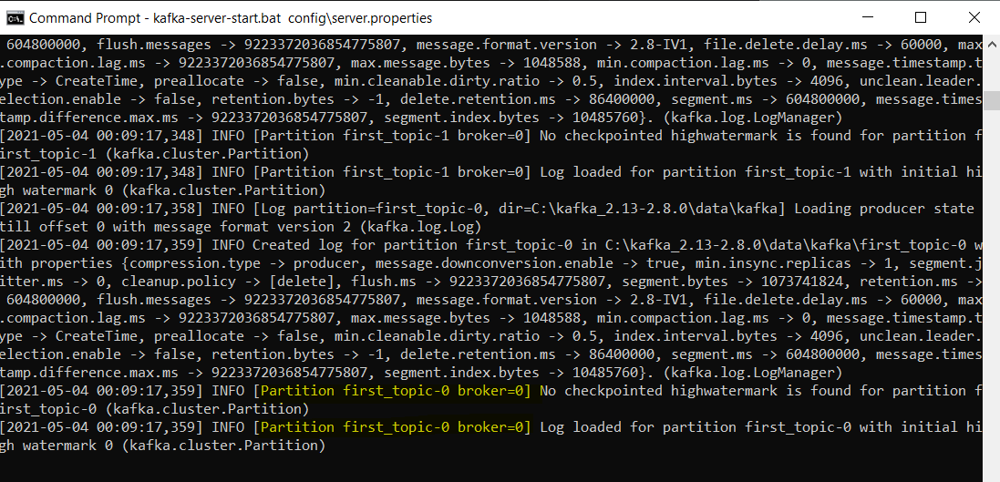 Command Prompt - kafka-server-start.bat config\server.properties
604800000, flush.messages -> 9223372036854775807, message.format.version -> 2.8-IV1, file.delete.delay.ms -> 60000, max
.compaction.lag.ms -> 9223372036854775807, max.message.bytes -> 1048588, min.compaction.lag.ms -> 0, message.timestamp.t
ype -> CreateTime, preallocate -> false, min.cleanable.dirty.ratio -> 0.5, index.interval.bytes -> 4096, unclean.leader.
election.enable -> false, retention.bytes -> -1, delete.retention.ms -> 86400000, segment.ms -> 604800000, message.times
tamp.difference.max.ms -> 9223372036854775807, segment.index.bytes -> 10485760}. (kafka.log.LogManager)
[2021-05-04 00:09:17,348] INFO [Partition first_topic-1 broker=0] No checkpointed highwatermark is found for partition f
irst_topic-1 (kafka.cluster.Partition)
[2021-05-04 00:09:17,348] INFO [Partition first_topic-1 broker=0] Log loaded for partition first_topic-1 with initial hi
gh watermark 0 (kafka.cluster.Partition)
[2021-05-04 00:09:17,358] INFO [Log partition=first_topic-0, dir=C:\kafka_2.13-2.8.0\data\kafka] Loading producer state
till offset 0 with message format version 2 (kafka.log.Log)
[2021-05-04 00:09:17,359] INFO Created log for partition first_topic-0 in C:\kafka_2.13-2.8.0\data\kafka\first_topic-0 w
ith properties {compression.type -> producer, message.downconversion.enable -> true, min.insync.replicas -> 1, segment.j
itter.ms -> 0, cleanup.policy -> [delete], flush.ms -> 9223372036854775807, segment.bytes -> 1073741824, retention.ms ->
604800000, flush.messages -> 9223372036854775807, message.format.version -> 2.8-IV1, file.delete.delay.ms -> 60000, max
.compaction.lag.ms -> 9223372036854775807, max.message.bytes -> 1048588, min.compaction.lag.ms -> 0, message.timestamp.t
ype -> CreateTime, preallocate -> false, min.cleanable.dirty.ratio -> 0.5, index.interval.bytes -> 4096, unclean.leader.
election.enable -> false, retention.bytes -> -1, delete.retention.ms -> 86400000, segment.ms -> 604800000, message.times
tamp.difference.max.ms -> 9223372036854775807, segment.index.bytes -> 10485760}. (kafka.log.LogManager)
[2021-05-04 00:09:17,359] INFO [Partition first_topic-0 broker=0] No checkpointed highwatermark is found for partition f
irst_topic-0 (kafka.cluster.Partition)
[2021-05-04 00:09:17,359] INFO [Partition first_topic-0 broker=0] Log loaded for partition first_topic-0 with initial hi
gh watermark 0 (kafka.cluster.Partition)